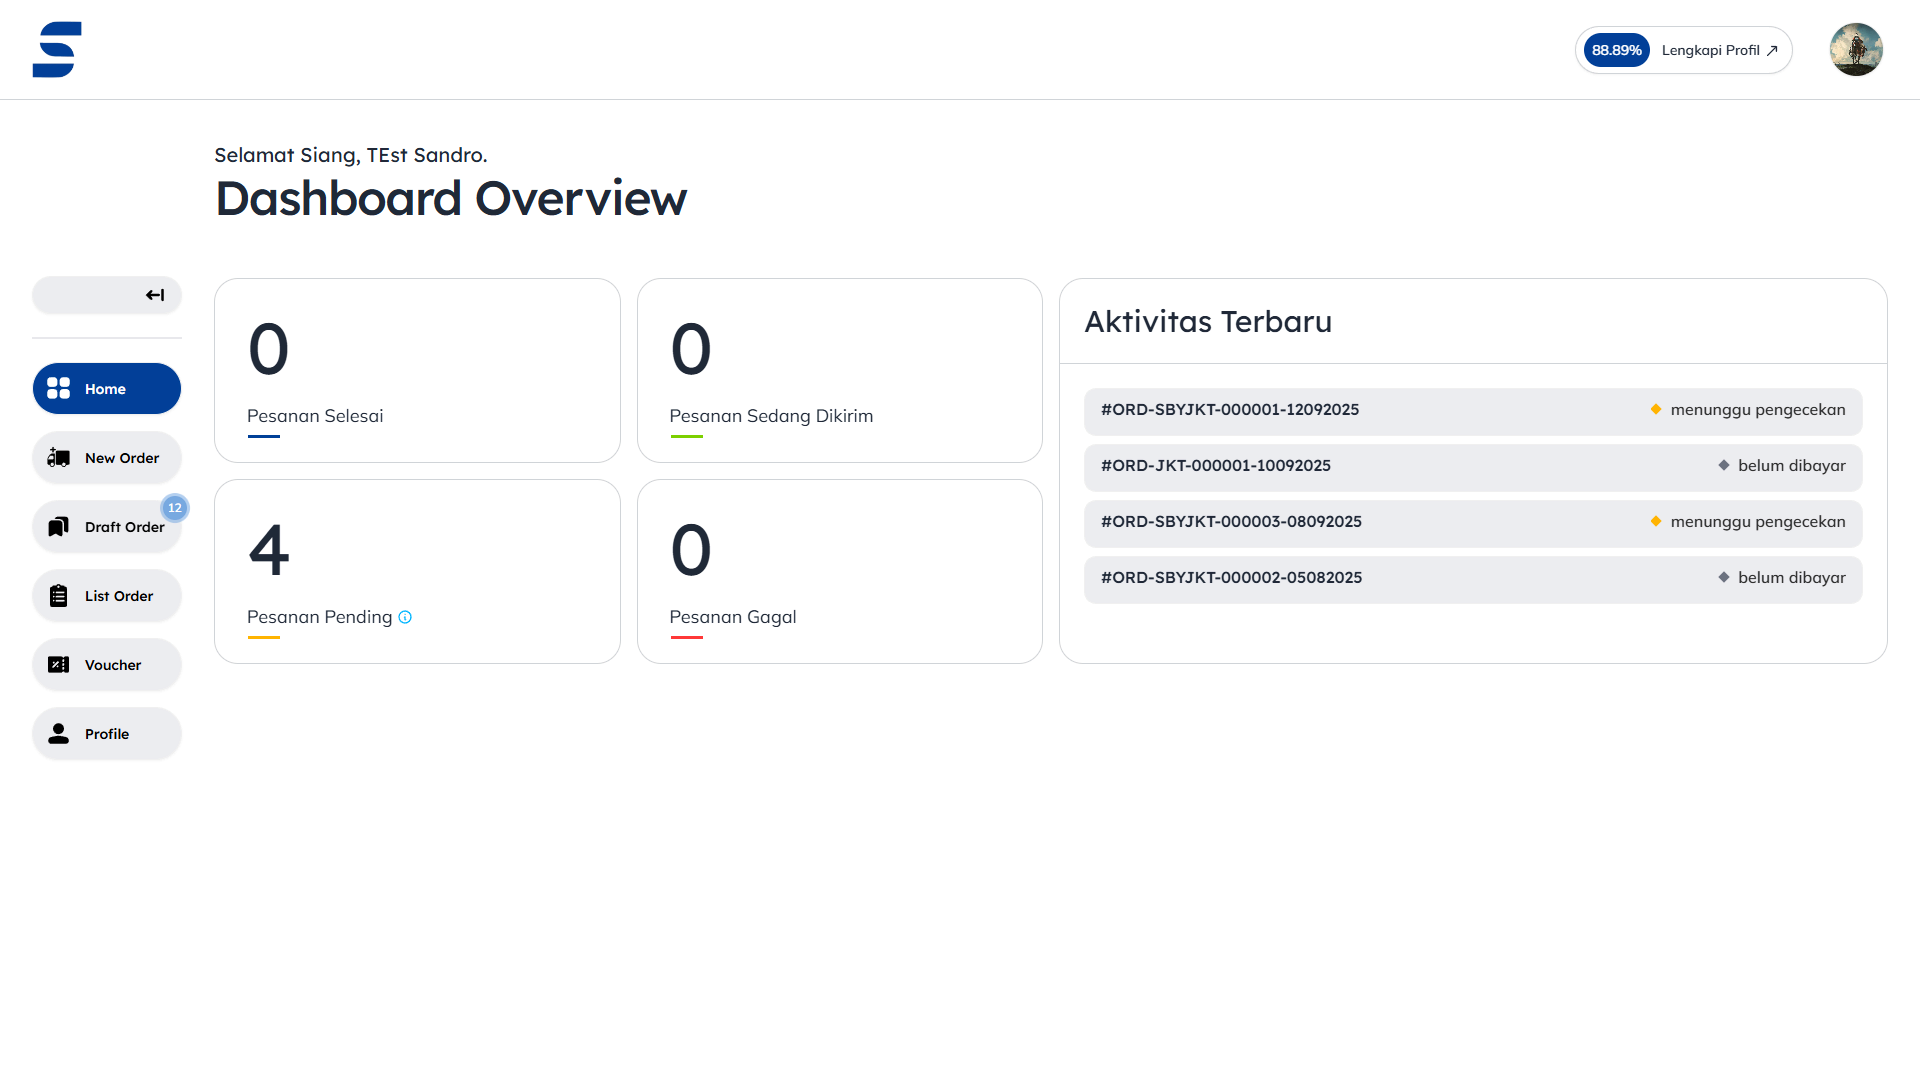 88.89%
Lengkapi Profil
Selamat Siang, TEst Sandro.
Dashboard Overview
Home
New Order
Draft Order
12
List Order
Voucher
Profile
0
Pesanan Selesai
0
Pesanan Sedang Dikirim
4
Pesanan Pending
0
Pesanan Gagal
Aktivitas Terbaru
#ORD-SBYJKT-000001-12092025 menunggu pengecekan
#ORD-JKT-000001-10092025 belum dibayar
#ORD-SBYJKT-000003-08092025 menunggu pengecekan
#ORD-SBYJKT-000002-05082025 belum dibayar